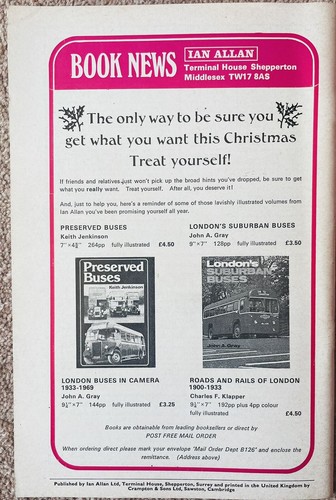 BOOK NEWS
IAN ALLAN
Terminal House Shepperton
Middlesex TW17 8AS
The only way to be sure you
get what you want this Christmas
Treat yourself!
If friends and relatives just won't pick up the broad hints you've dropped, be sure to get
what you really want. Treat yourself. After all, you deserve it!
And, just to help you, here's a reminder of some of those lavishly illustrated volumes from
Ian Allan you've been promising yourself all year.
PRESERVED BUSES
Keith Jenkinson
7"×4¾" 264pp fully illustrated £4.50
LONDON'S SUBURBAN BUSES
John A. Gray
9"×7" 128pp fully illustrated £3.50
Preserved
Buses
Keith Jenkinson
London's
SUBURBAN
BUSES
John A. Gray
LONDON BUSES IN CAMERA
1933-1969
John A. Gray
9¼"×7" 144pp fully illustrated £3.25
ROADS AND RAILS OF LONDON
1900-1933
Charles F. Klapper
9¼"×7" 192pp plus 4pp colour
fully illustrated £4.50
Books are obtainable from leading booksellers or direct by
POST FREE MAIL ORDER
When ordering direct please mark your envelope "Mail Order Dept B126" and enclose the
remittance. (Address above)
Published by Ian Allan Ltd, Terminal House, Shepperton, Surrey and printed in the United Kingdom by
Crampton & Sons Ltd, Sawston, Cambridge.